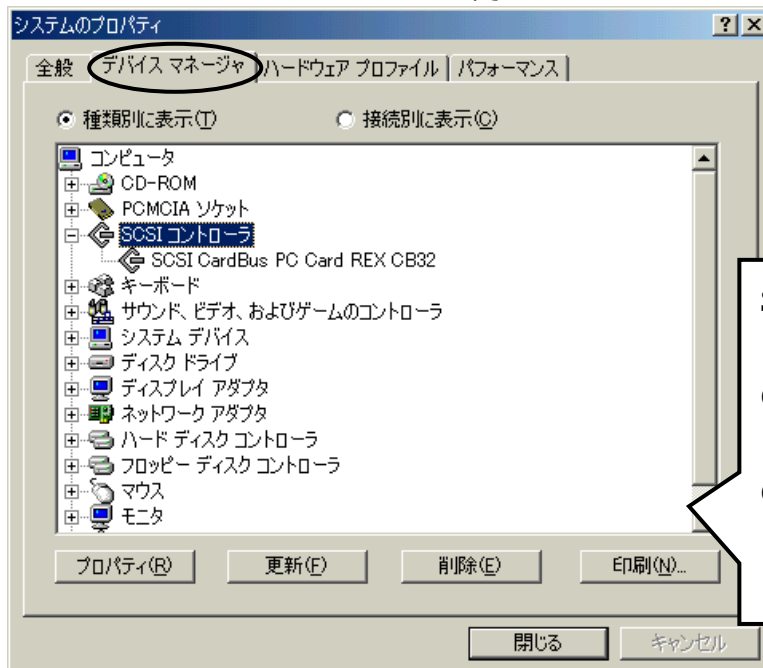 システムのプロパティ
全般 デバイス マネージャ ハードウェア プロファイル パフォーマンス
種類別に表示(T) 接続別に表示(C)
コンピュータ
CD-ROM
PCMCIA ソケット
SCSI コントローラ
SCSI CardBus PC Card REX CB32
キーボード
サウンド、ビデオ、およびゲームのコントローラ
システム デバイス
ディスク ドライブ
ディスプレイ アダプタ
ネットワーク アダプタ
ハード ディスク コントローラ
フロッピー ディスク コントローラ
マウス
モニタ
プロパティ(R) 更新(F) 削除(E) 印刷(N)...
閉じる キャンセル